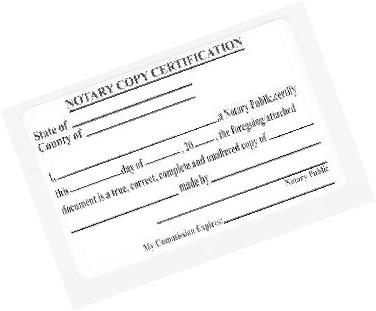 NOTARY COPY CERTIFICATION
State of
County of
I, a Notary Public, certify
this day of , 20 , the foregoing attached
document is a true, correct, complete and unaltered copy of
made by
Notary Public
My Commission Expires: